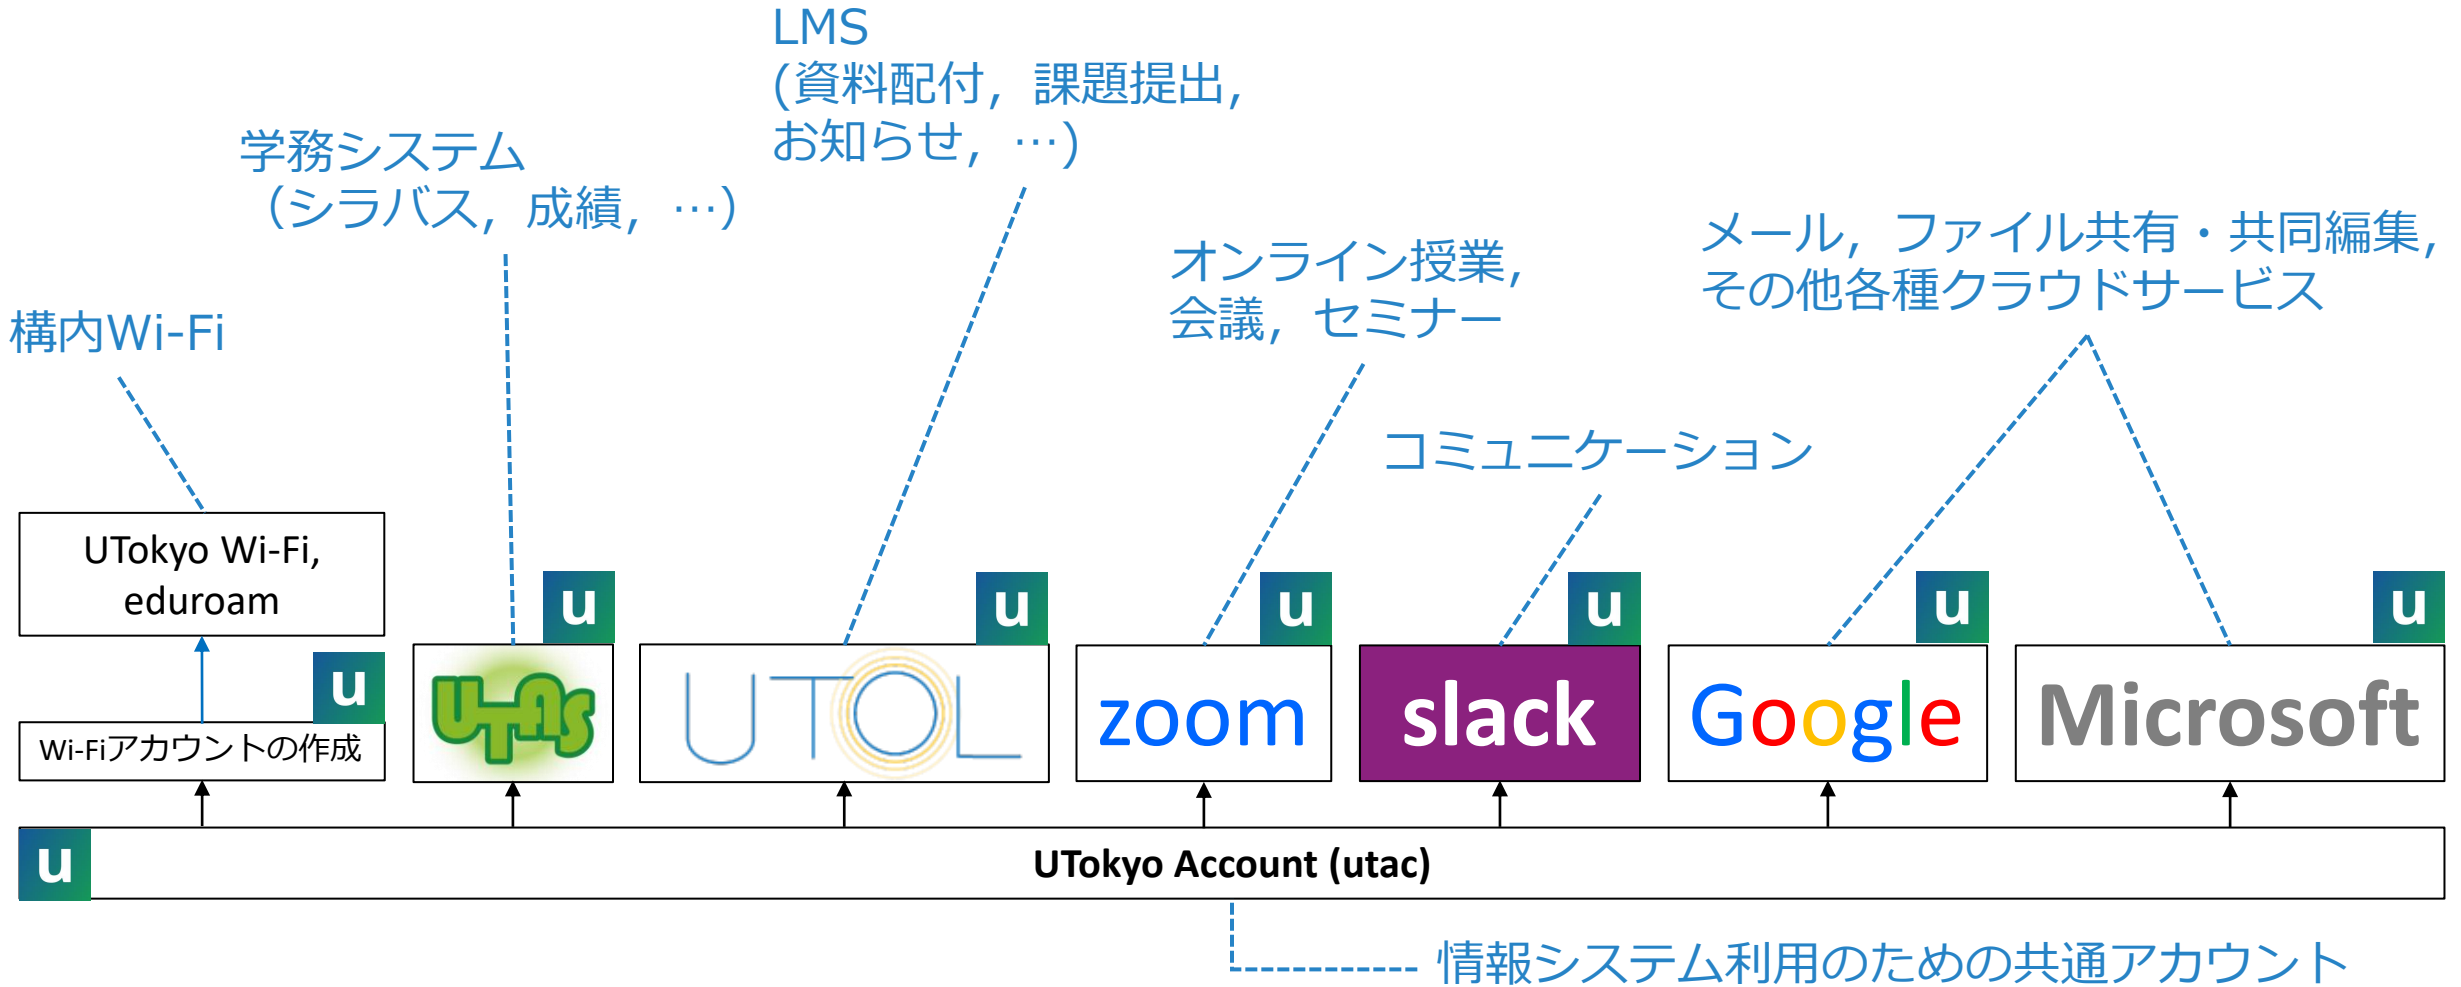 LMS
(資料配付，課題提出，
お知らせ，…)
学務システム
（シラバス，成績，…）
メール，ファイル共有・共同編集，
その他各種クラウドサービス
オンライン授業，
会議，セミナー
構内Wi-Fi
コミュニケーション
UTokyo Wi-Fi,
eduroam
u
u
u
u
u
u
u
Wi-Fiアカウントの作成
UTAS
UTOL
zoom
slack
Google
Microsoft
u
UTokyo Account (utac)
情報システム利用のための共通アカウント